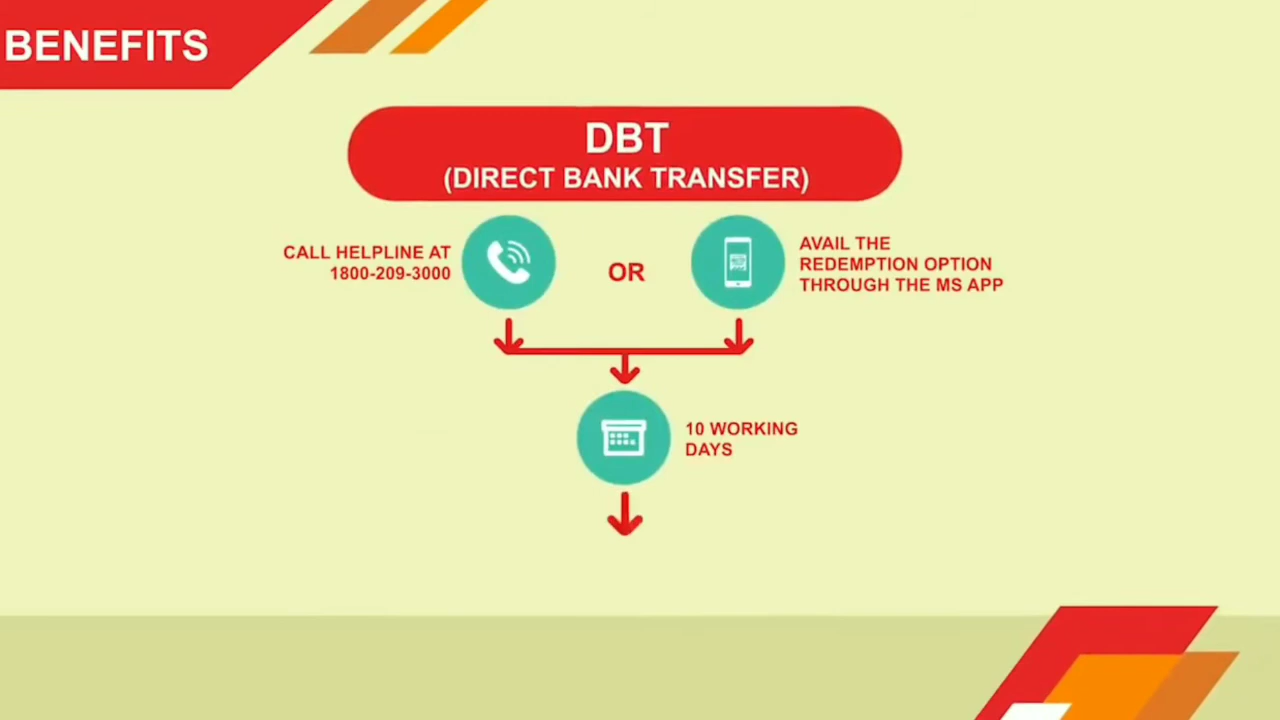 BENEFITS
DBT
(DIRECT BANK TRANSFER)
CALL HELPLINE AT
1800-209-3000
OR
AVAIL THE
REDEMPTION OPTION
THROUGH THE MS APP
10 WORKING
DAYS